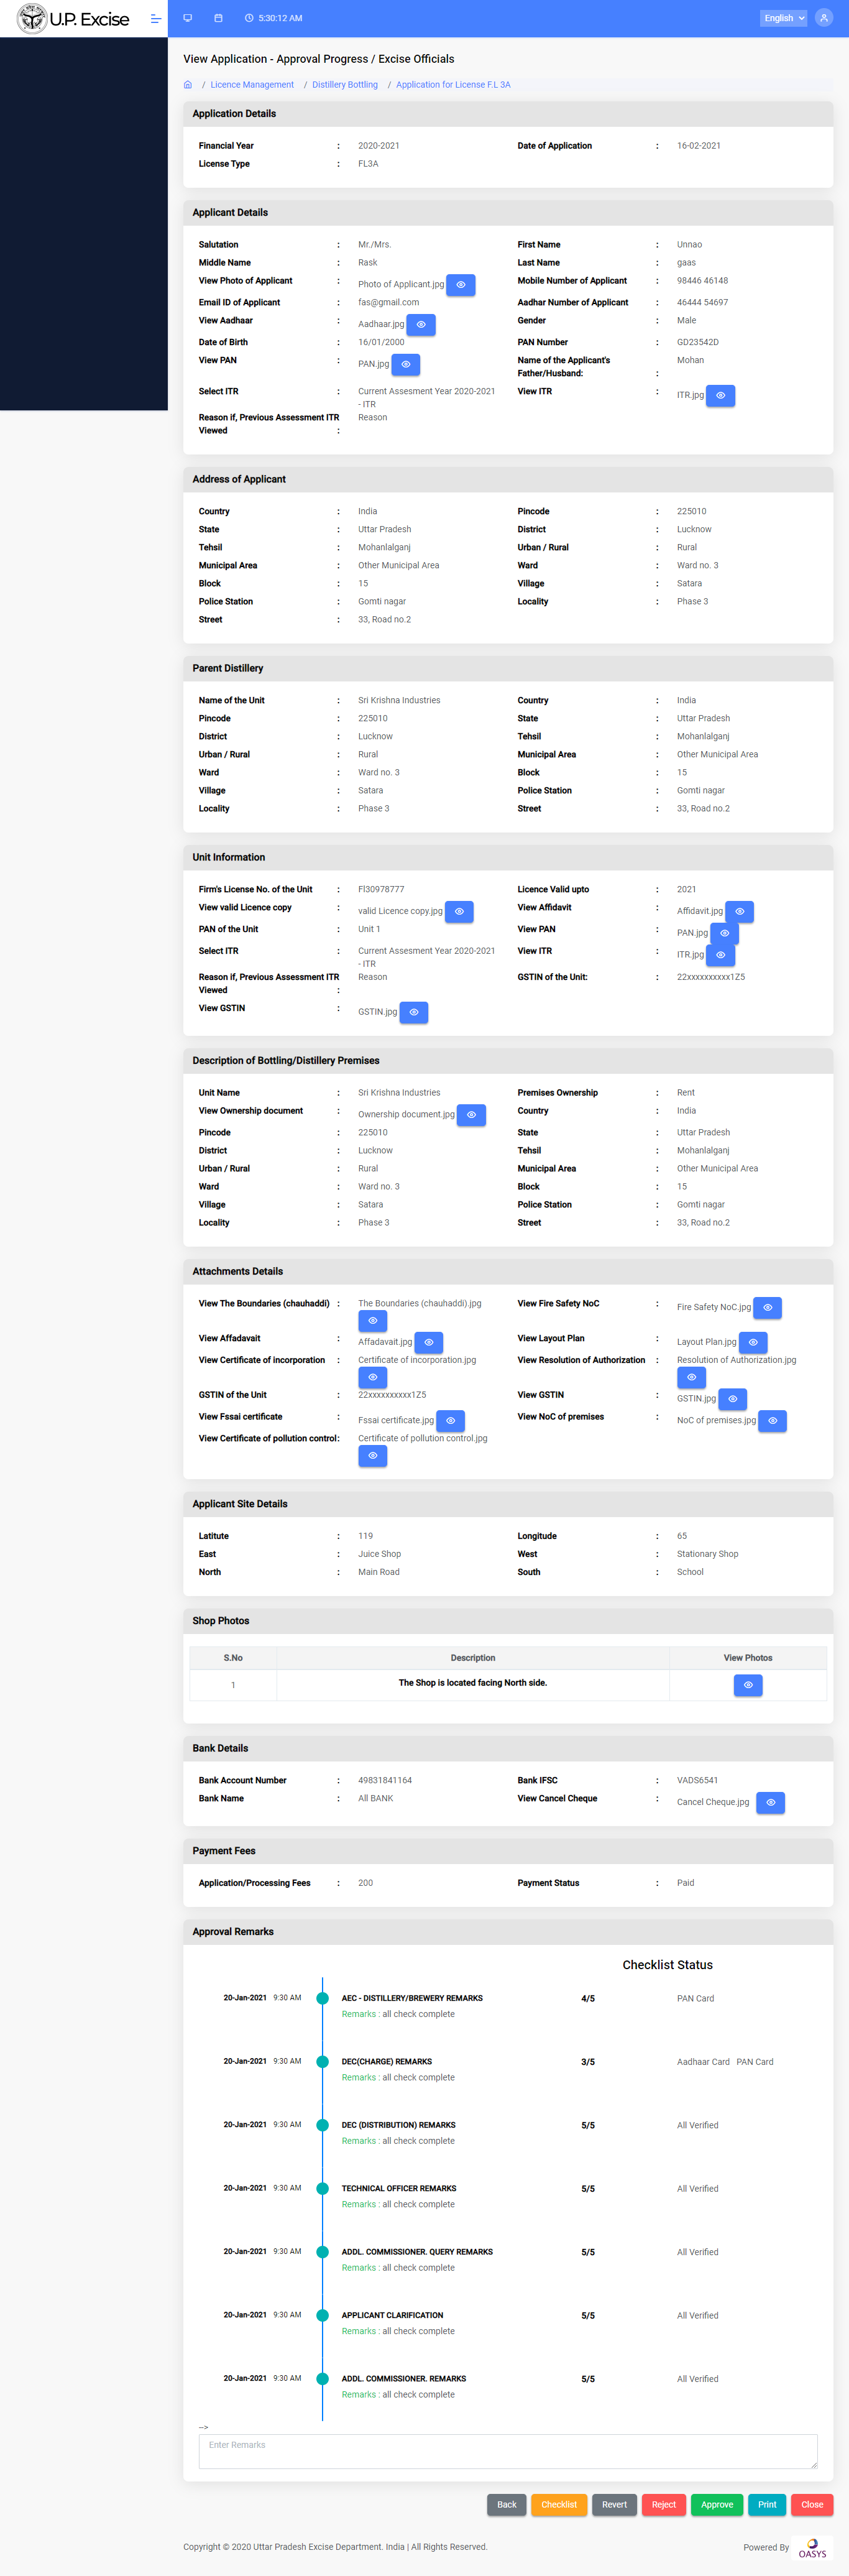 U.P. Excise
5:30:12 AM
English
View Application - Approval Progress / Excise Officials
/ Licence Management / Distillery Bottling / Application for License F.L 3A
Application Details
Financial Year : 2020-2021 Date of Application : 16-02-2021
License Type : FL3A
Applicant Details
Salutation : Mr./Mrs. First Name : Unnao
Middle Name : Rask Last Name : gaas
View Photo of Applicant : Photo of Applicant.jpg Mobile Number of Applicant : 98446 46148
Email ID of Applicant : fas@gmail.com Aadhar Number of Applicant : 46444 54697
View Aadhaar : Aadhaar.jpg Gender : Male
Date of Birth : 16/01/2000 PAN Number : GD23542D
View PAN : PAN.jpg Name of the Applicant's Mohan
Father/Husband: :
Select ITR : Current Assesment Year 2020-2021 View ITR : ITR.jpg
- ITR
Reason if, Previous Assessment ITR Reason
Viewed :
Address of Applicant
Country : India Pincode : 225010
State : Uttar Pradesh District : Lucknow
Tehsil : Mohanlalganj Urban / Rural : Rural
Municipal Area : Other Municipal Area Ward : Ward no. 3
Block : 15 Village : Satara
Police Station : Gomti nagar Locality : Phase 3
Street : 33, Road no.2
Parent Distillery
Name of the Unit : Sri Krishna Industries Country : India
Pincode : 225010 State : Uttar Pradesh
District : Lucknow Tehsil : Mohanlalganj
Urban / Rural : Rural Municipal Area : Other Municipal Area
Ward : Ward no. 3 Block : 15
Village : Satara Police Station : Gomti nagar
Locality : Phase 3 Street : 33, Road no.2
Unit Information
Firm's License No. of the Unit : Fl30978777 Licence Valid upto : 2021
View valid Licence copy : valid Licence copy.jpg View Affidavit : Affidavit.jpg
PAN of the Unit : Unit 1 View PAN : PAN.jpg
Select ITR : Current Assesment Year 2020-2021 View ITR : ITR.jpg
- ITR
Reason if, Previous Assessment ITR Reason GSTIN of the Unit: : 22xxxxxxxxxx1Z5
Viewed :
View GSTIN : GSTIN.jpg
Description of Bottling/Distillery Premises
Unit Name : Sri Krishna Industries Premises Ownership : Rent
View Ownership document : Ownership document.jpg Country : India
Pincode : 225010 State : Uttar Pradesh
District : Lucknow Tehsil : Mohanlalganj
Urban / Rural : Rural Municipal Area : Other Municipal Area
Ward : Ward no. 3 Block : 15
Village : Satara Police Station : Gomti nagar
Locality : Phase 3 Street : 33, Road no.2
Attachments Details
View The Boundaries (chauhaddi) : The Boundaries (chauhaddi).jpg View Fire Safety NoC : Fire Safety NoC.jpg
View Affadavait : Affadavait.jpg View Layout Plan : Layout Plan.jpg
View Certificate of incorporation : Certificate of incorporation.jpg View Resolution of Authorization : Resolution of Authorization.jpg
GSTIN of the Unit : 22xxxxxxxxxx1Z5 View GSTIN : GSTIN.jpg
View Fssai certificate : Fssai certificate.jpg View NoC of premises : NoC of premises.jpg
View Certificate of pollution control: Certificate of pollution control.jpg
Applicant Site Details
Latitute : 119 Longitude : 65
East : Juice Shop West : Stationary Shop
North : Main Road South : School
Shop Photos
S.No Description View Photos
1 The Shop is located facing North side.
Bank Details
Bank Account Number : 49831841164 Bank IFSC : VADS6541
Bank Name : All BANK View Cancel Cheque : Cancel Cheque.jpg
Payment Fees
Application/Processing Fees : 200 Payment Status : Paid
Approval Remarks
Checklist Status
20-Jan-2021 9:30 AM AEC - DISTILLERY/BREWERY REMARKS 4/5 PAN Card
Remarks : all check complete
20-Jan-2021 9:30 AM DEC(CHARGE) REMARKS 3/5 Aadhaar Card PAN Card
Remarks : all check complete
20-Jan-2021 9:30 AM DEC (DISTRIBUTION) REMARKS 5/5 All Verified
Remarks : all check complete
20-Jan-2021 9:30 AM TECHNICAL OFFICER REMARKS 5/5 All Verified
Remarks : all check complete
20-Jan-2021 9:30 AM ADDL. COMMISSIONER. QUERY REMARKS 5/5 All Verified
Remarks : all check complete
20-Jan-2021 9:30 AM APPLICANT CLARIFICATION 5/5 All Verified
Remarks : all check complete
20-Jan-2021 9:30 AM ADDL. COMMISSIONER. REMARKS 5/5 All Verified
Remarks : all check complete
-->
Enter Remarks
Back Checklist Revert Reject Approve Print Close
Copyright © 2020 Uttar Pradesh Excise Department. India | All Rights Reserved. Powered By OASYS